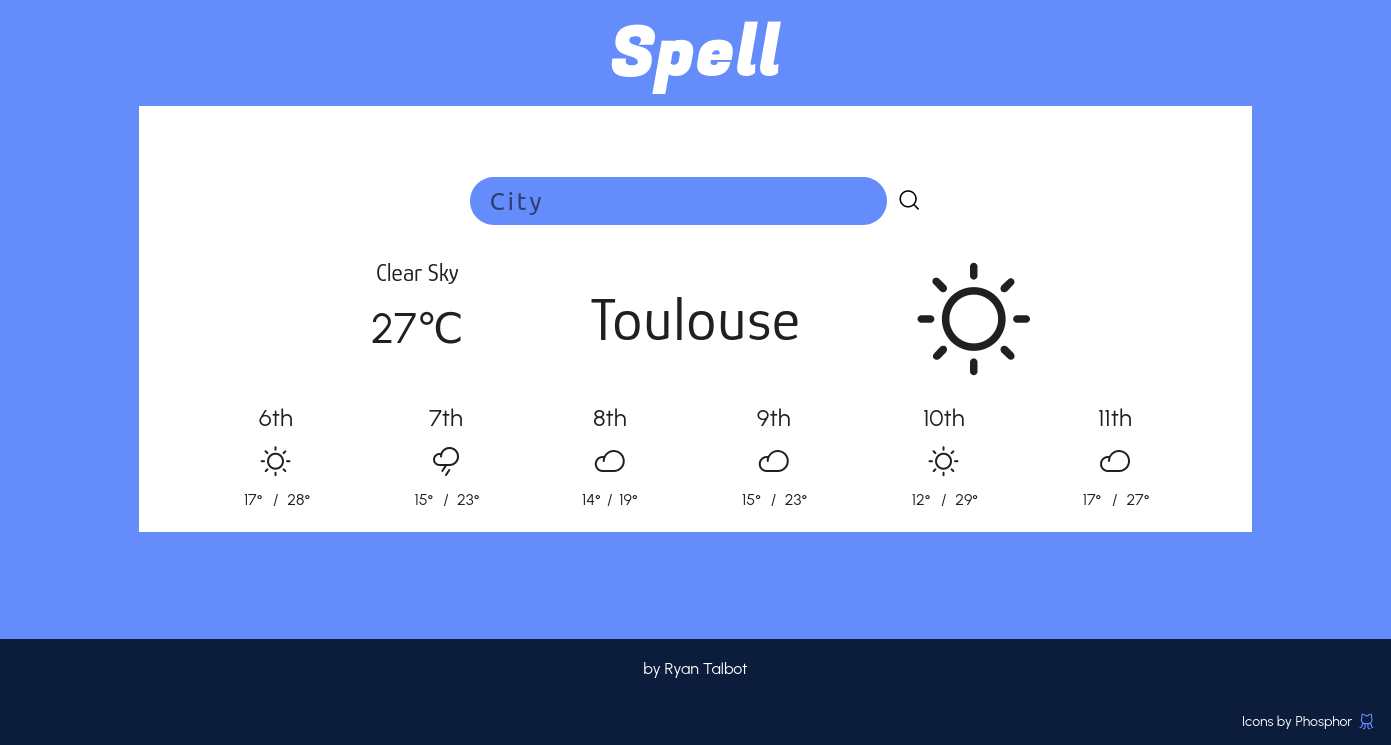 Spell
City
Clear Sky
27°C
Toulouse
6th 7th 8th 9th 10th 11th
17° / 28° 15° / 23° 14° / 19° 15° / 23° 12° / 29° 17° / 27°
by Ryan Talbot
Icons by Phosphor